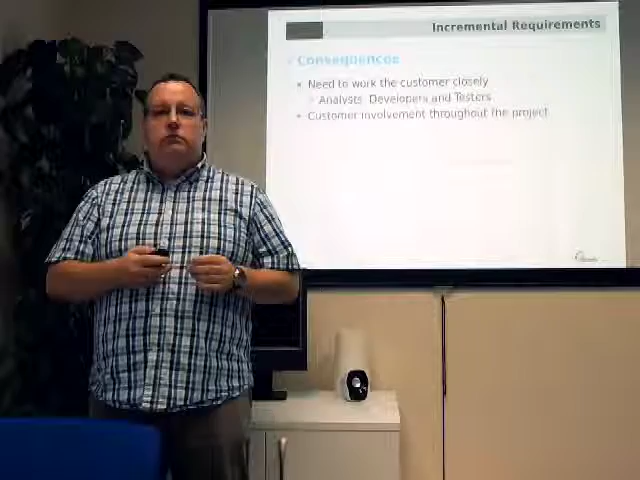 Incremental Requirements
Consequences
Need to work the customer closely
Analysts, Developers and Testers
Customer involvement throughout the project